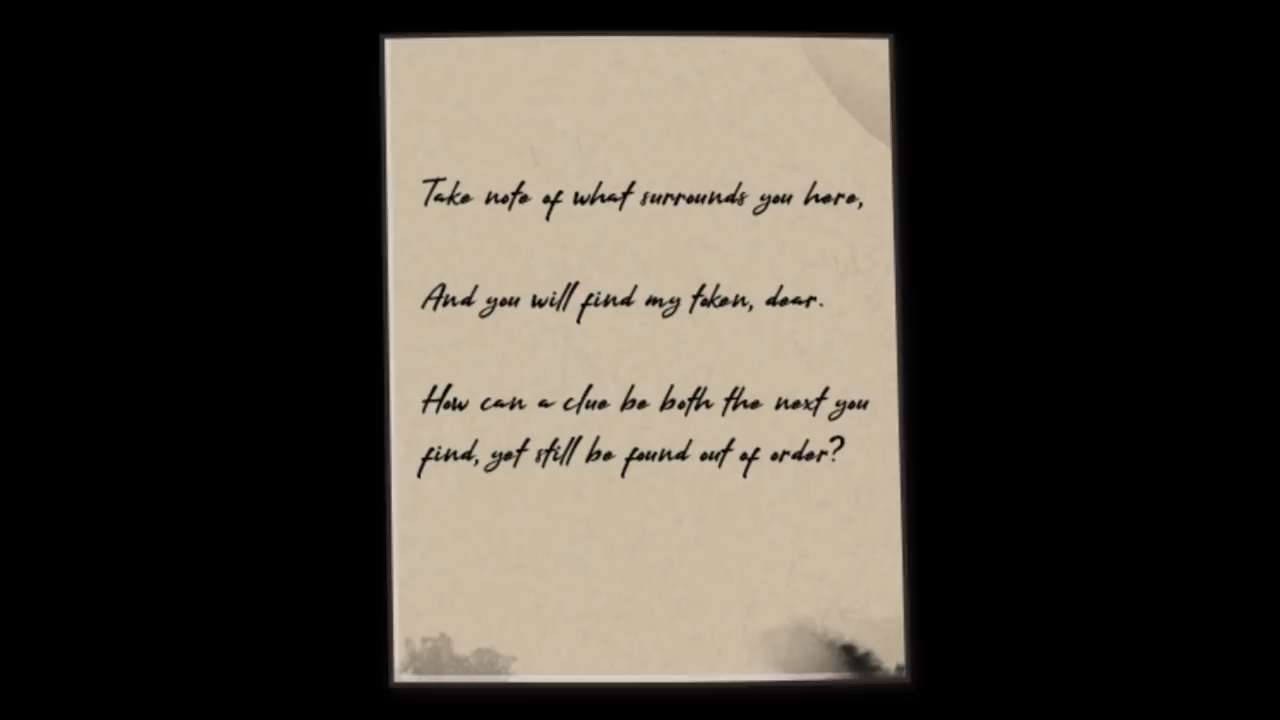 Take note of what surrounds you here,
And you will find my token, dear.
How can a clue be both the next you
find, yet still be found out of order?